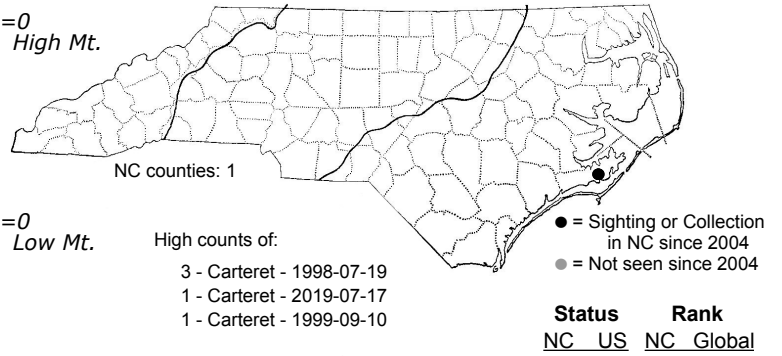 =0
High Mt.
NC counties: 1
=0
Low Mt.
High counts of:
3 - Carteret - 1998-07-19
1 - Carteret - 2019-07-17
1 - Carteret - 1999-09-10
● = Sighting or Collection
in NC since 2004
● = Not seen since 2004
Status Rank
NC US NC Global